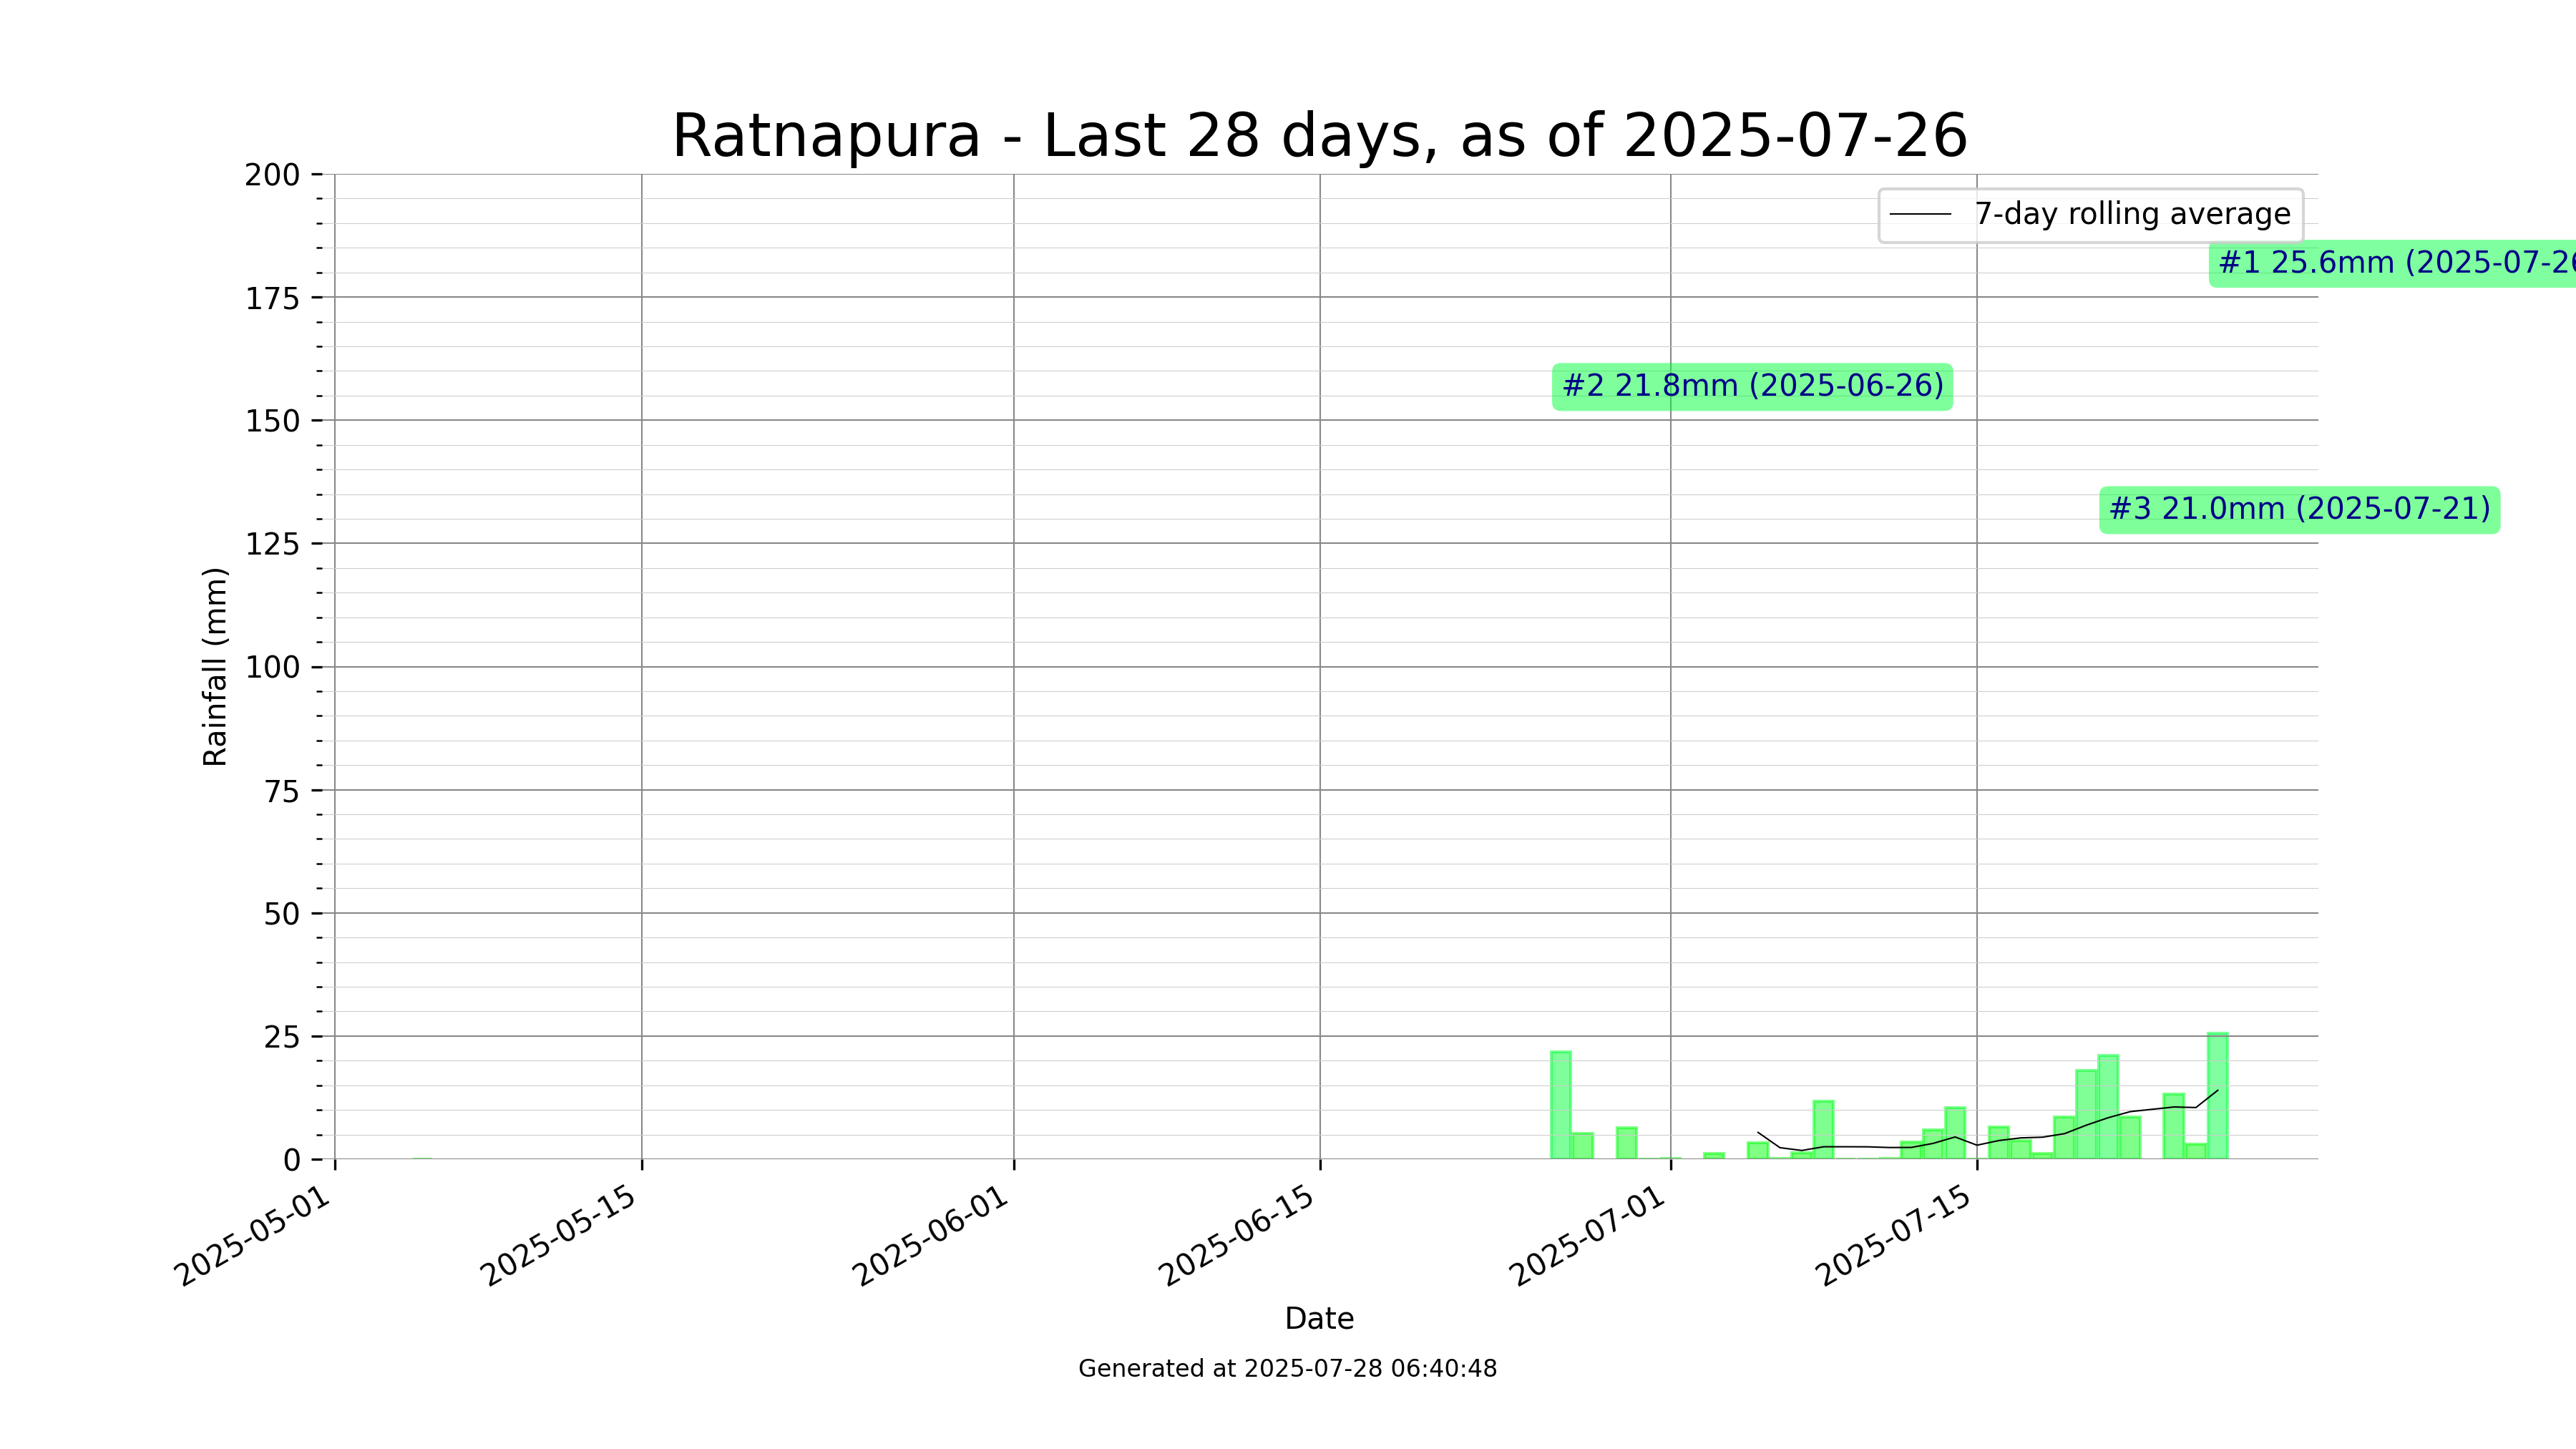 Ratnapura - Last 28 days, as of 2025-07-26
200
175
150
125
100
75
50
25
0
Rainfall (mm)
7-day rolling average
#1 25.6mm (2025-07-26
#2 21.8mm (2025-06-26)
#3 21.0mm (2025-07-21)
2025-05-01
2025-05-15
2025-06-01
2025-06-15
2025-07-01
2025-07-15
Date
Generated at 2025-07-28 06:40:48